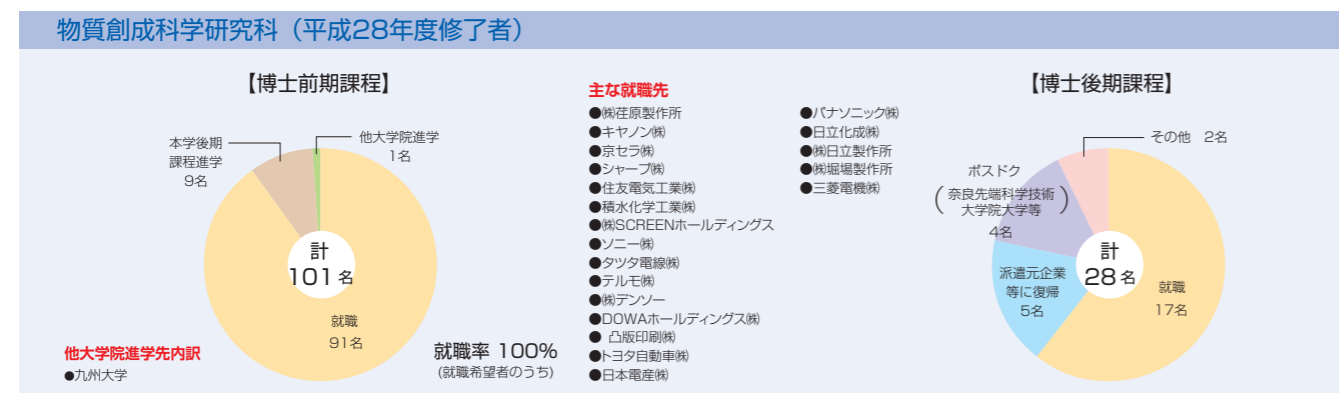 物質創成科学研究科（平成28年度修了者）
【博士前期課程】
本学後期
課程進学
9名
他大学院進学
1名
計
101名
就職
91名
他大学院進学先内訳
●九州大学
就職率 100%
(就職希望者のうち)
主な就職先
●㈱荏原製作所
●キヤノン㈱
●京セラ㈱
●シャープ㈱
●住友電気工業㈱
●積水化学工業㈱
●㈱SCREENホールディングス
●ソニー㈱
●タツタ電線㈱
●テルモ㈱
●㈱デンソー
●DOWAホールディングス㈱
● 凸版印刷㈱
●トヨタ自動車㈱
●日本電産㈱
●パナソニック㈱
●日立化成㈱
●㈱日立製作所
●㈱堀場製作所
●三菱電機㈱
【博士後期課程】
その他 2名
ポスドク
(奈良先端科学技術
大学院大学等)
4名
派遣元企業
等に復帰
5名
計
28名
就職
17名